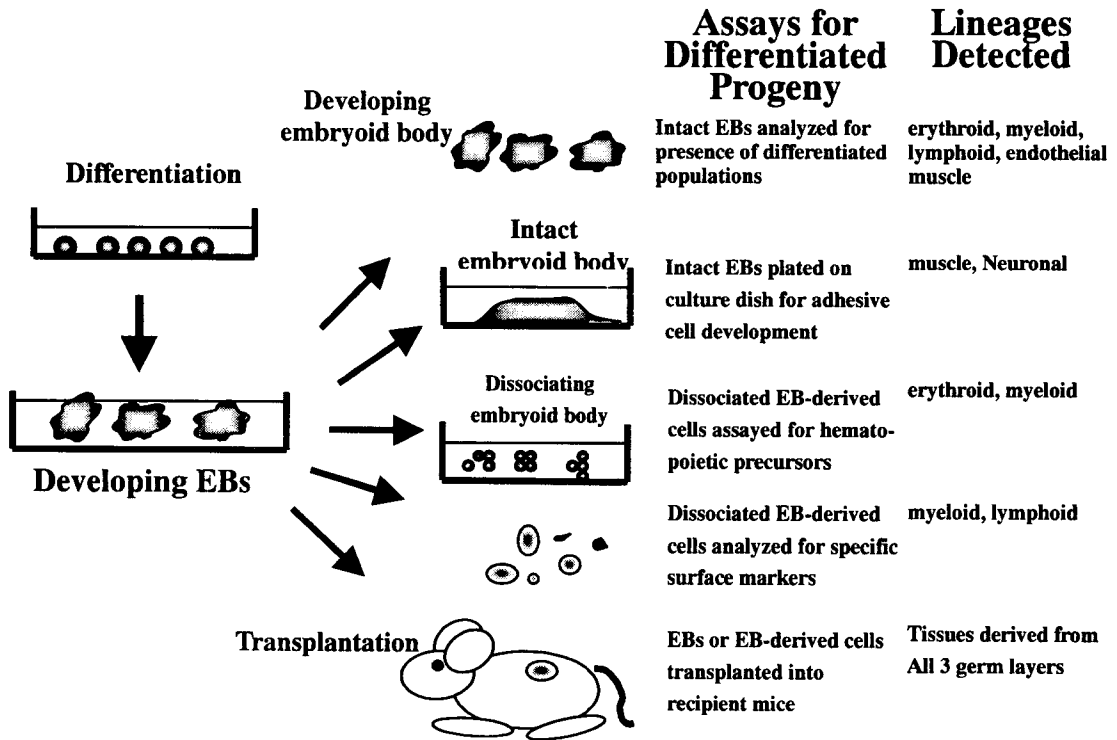 Assays for
Differentiated
Progeny
Lineages
Detected
Developing
embryoid body
Intact EBs analyzed for
presence of differentiated
populations
erythroid, myeloid,
lymphoid, endothelial
muscle
Differentiation
Intact
embryoid body
Intact EBs plated on
culture dish for adhesive
cell development
muscle, Neuronal
Developing EBs
Dissociating
embryoid body
Dissociated EB-derived
cells assayed for hemato-
poietic precursors
erythroid, myeloid
Dissociated EB-derived
cells analyzed for specific
surface markers
myeloid, lymphoid
Transplantation
EBs or EB-derived cells
transplanted into
recipient mice
Tissues derived from
All 3 germ layers